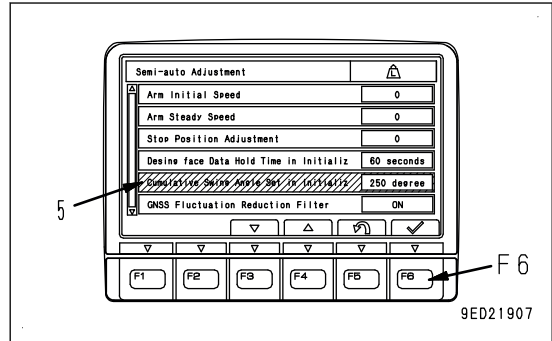 Semi-auto Adjustment
Arm Initial Speed 0
Arm Steady Speed 0
Stop Position Adjustment 0
Desing face Data Hold Time in Initializ 60 seconds
Cumulative Swing Angle Set in Initializ 250 degree
GNSS Fluctuation Reduction Filter ON
5
F1 F2 F3 F4 F5 F6
F6
9ED21907